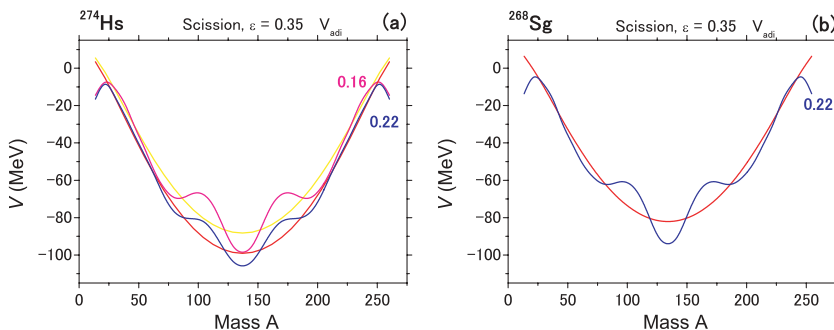 ²⁷⁴Hs Scission, ε = 0.35 V_adi (a)
0.16
0.22
0
−20
−40
−60
−80
−100
V (MeV)
0 50 100 150 200 250
Mass A
²⁶⁸Sg Scission, ε = 0.35 V_adi (b)
0.22
0
−20
−40
−60
−80
−100
V (MeV)
0 50 100 150 200 250
Mass A